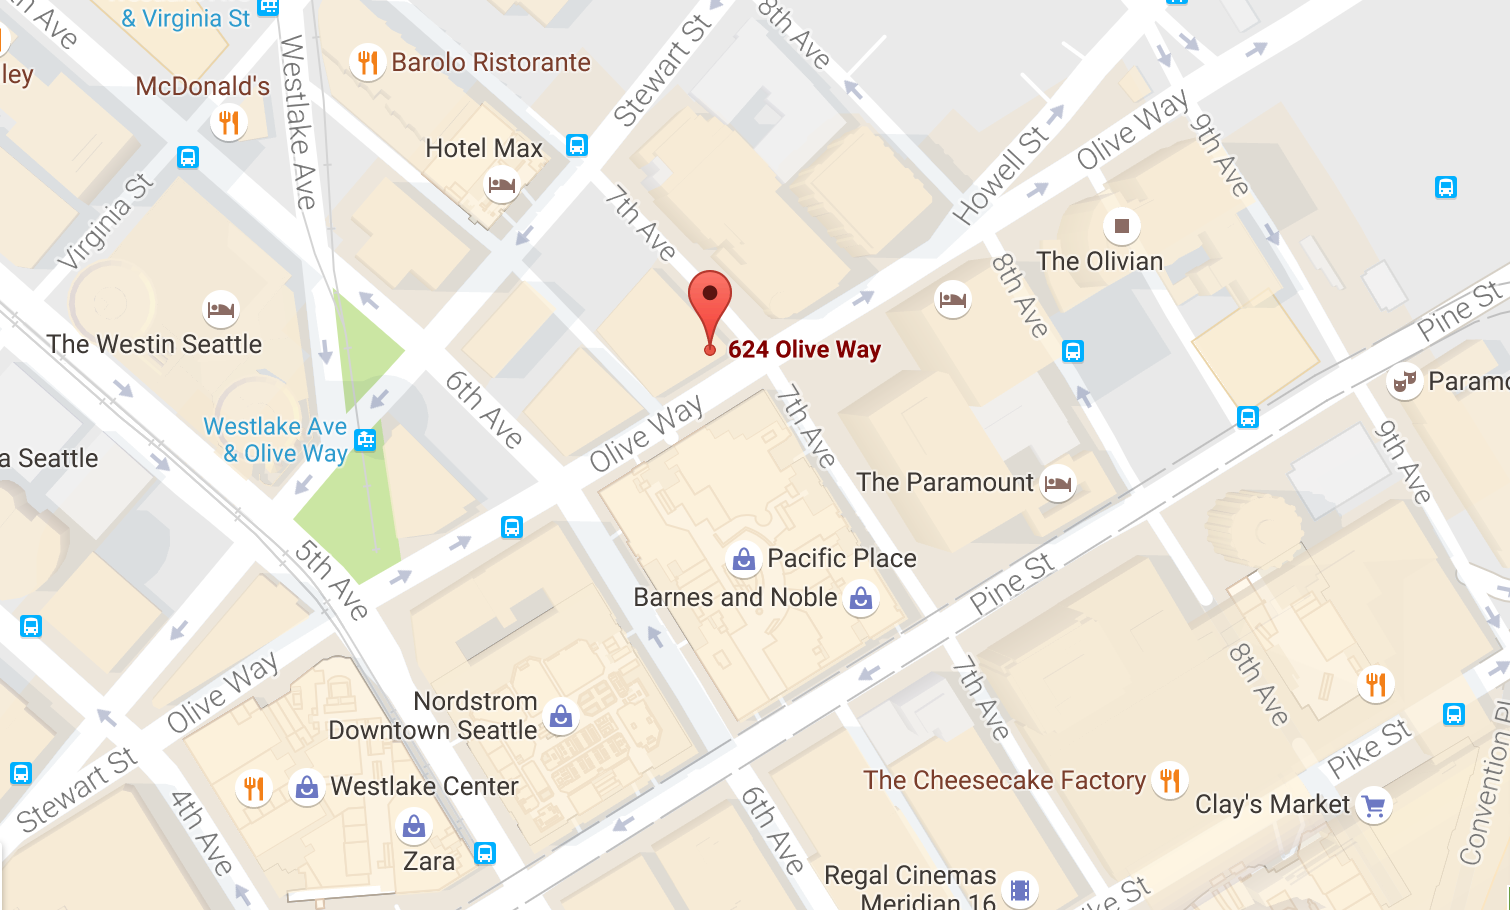 & Virginia St
Westlake Ave
Barolo Ristorante
McDonald's
Stewart St
8th Ave
Hotel Max
Howell St
Olive Way
9th Ave
Virginia St
7th Ave
The Olivian
8th Ave
Pine St
The Westin Seattle
624 Olive Way
6th Ave
Westlake Ave
& Olive Way
Olive Way
7th Ave
9th Ave
a Seattle
The Paramount
5th Ave
Pacific Place
Barnes and Noble
Pine St
Olive Way
Nordstrom
Downtown Seattle
7th Ave
8th Ave
Pike St
Stewart St
Westlake Center
4th Ave
Zara
6th Ave
The Cheesecake Factory
Clay's Market
Regal Cinemas
Meridian 16